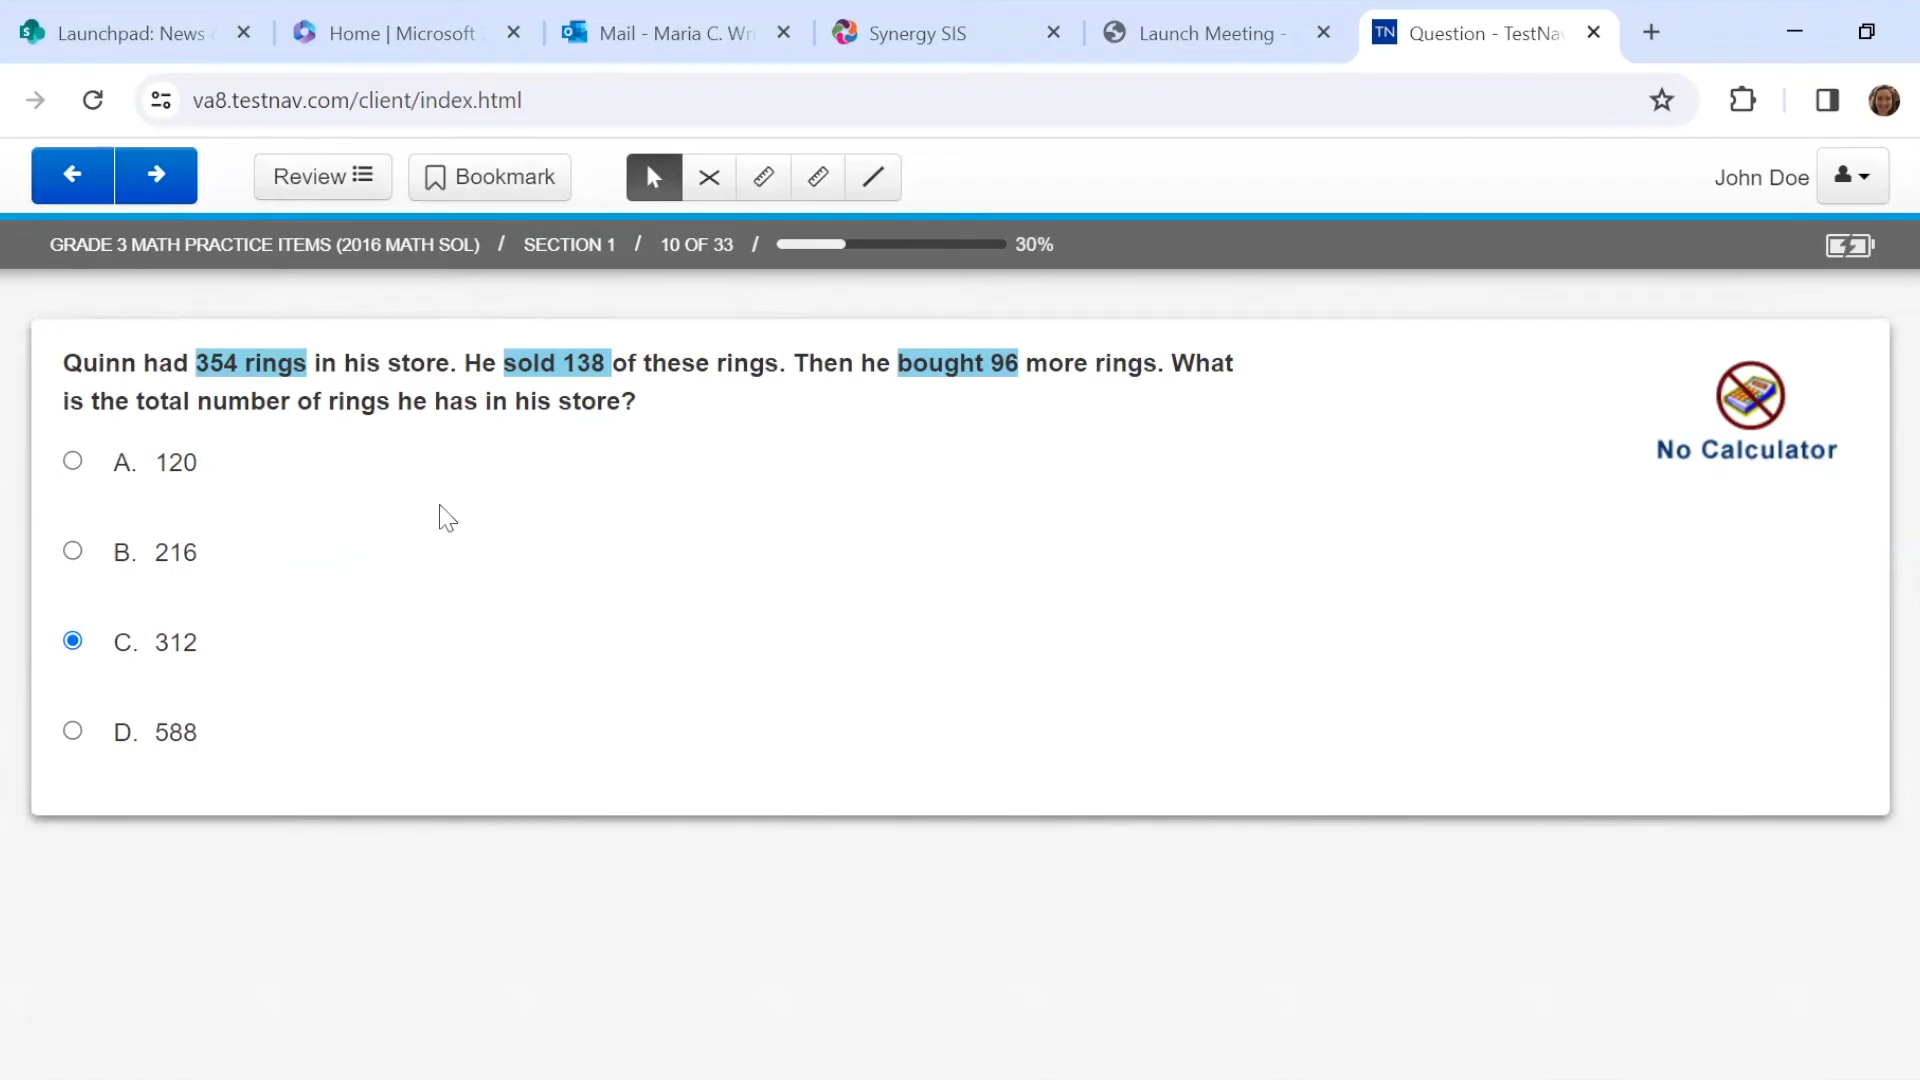 Launchpad: News
Home | Microsoft
Mail - Maria C. Wri
Synergy SIS
Launch Meeting -
TN
Question - TestNav
va8.testnav.com/client/index.html
Review
Bookmark
John Doe
GRADE 3 MATH PRACTICE ITEMS (2016 MATH SOL) / SECTION 1 / 10 OF 33 / 30%
Quinn had 354 rings in his store. He sold 138 of these rings. Then he bought 96 more rings. What
is the total number of rings he has in his store?
No Calculator
A. 120
B. 216
C. 312
D. 588